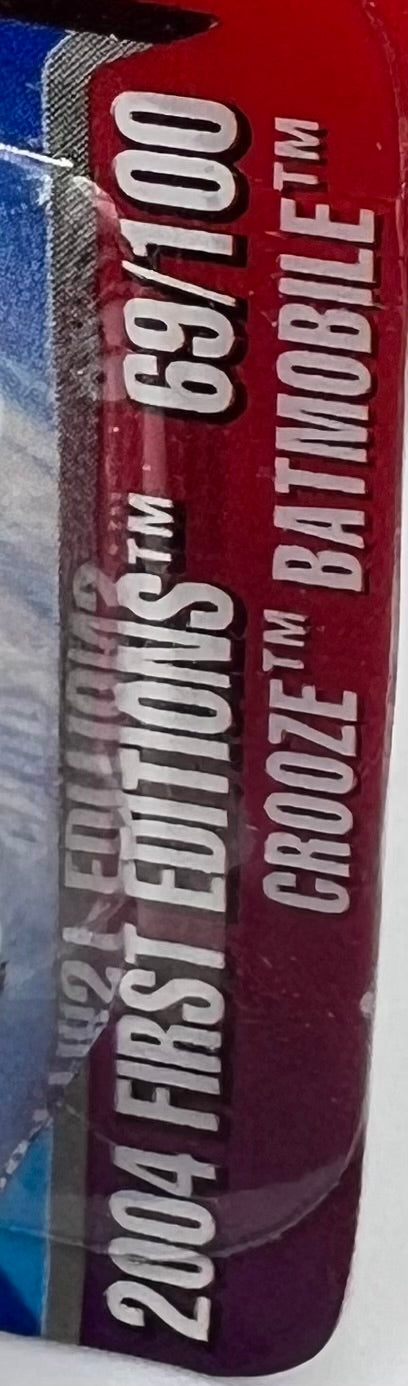 2004 FIRST EDITIONS™ 69/100
CROOZE™ BATMOBILE™